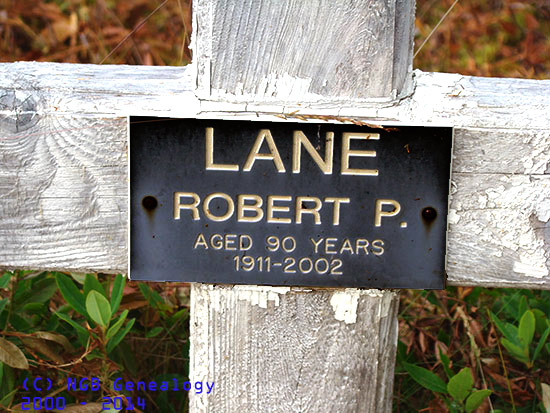 LANE
ROBERT P.
AGED 90 YEARS
1911-2002
(C) NGB Genealogy
2000 - 2014